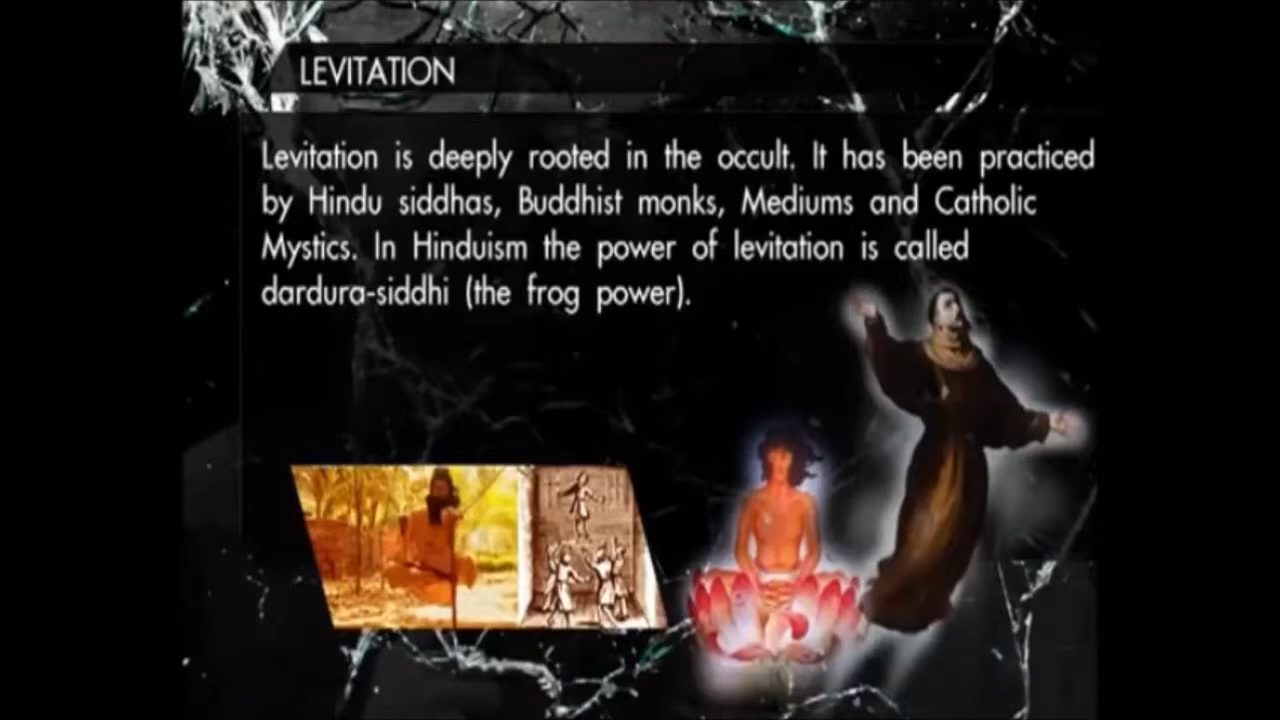 LEVITATION
Levitation is deeply rooted in the occult. It has been practiced
by Hindu siddhas, Buddhist monks, Mediums and Catholic
Mystics. In Hinduism the power of levitation is called
dardura-siddhi (the frog power).